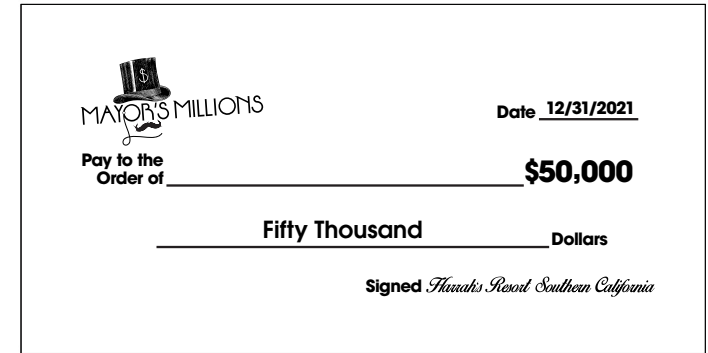 $
MAYOR'S MILLIONS
Date 12/31/2021
Pay to the
Order of
$50,000
Fifty Thousand
Dollars
Signed Harrah's Resort Southern California